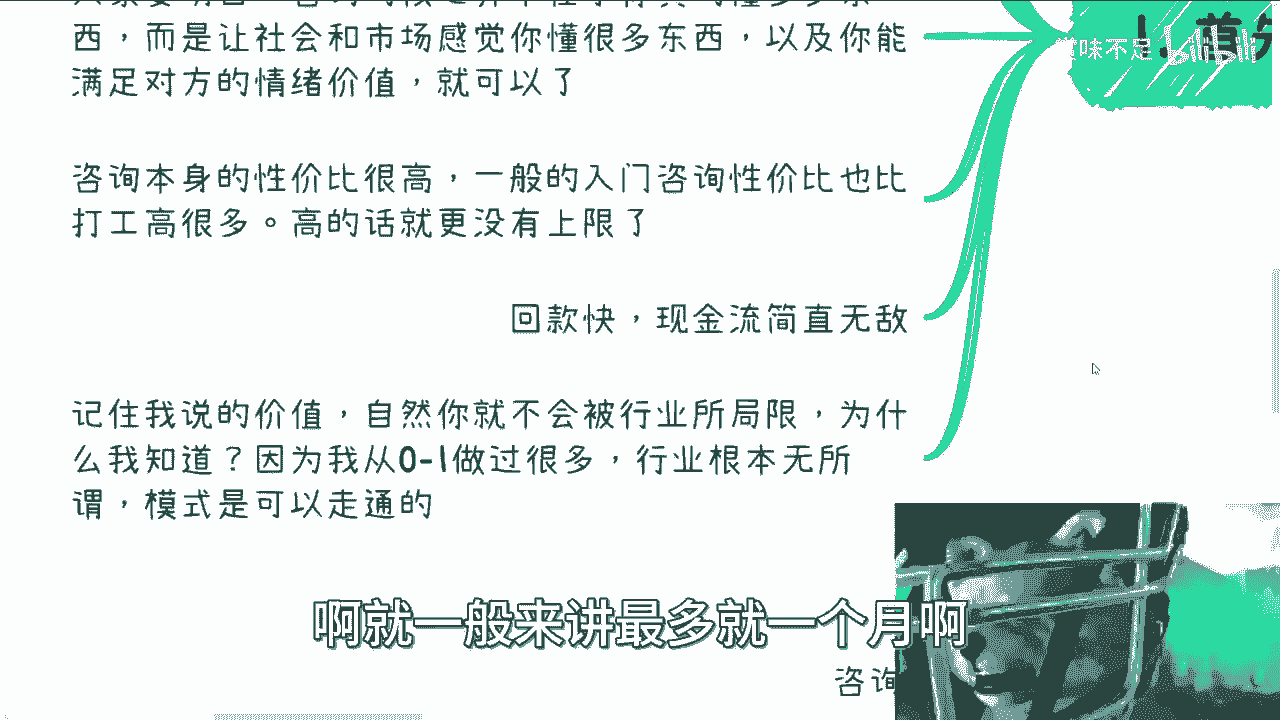 西，而是让社会和市场感觉你懂很多东西，以及你能
满足对方的情绪价值，就可以了
咨询本身的性价比很高，一般的入门咨询性价比也比
打工高很多。高的话就更没有上限了
回款快，现金流简直无敌
记住我说的价值，自然你就不会被行业所局限，为什
么我知道？因为我从0-1做过很多，行业根本无所
谓，模式是可以走通的
1. 首先
味不足
啊就一般来讲最多就一个月啊
咨询